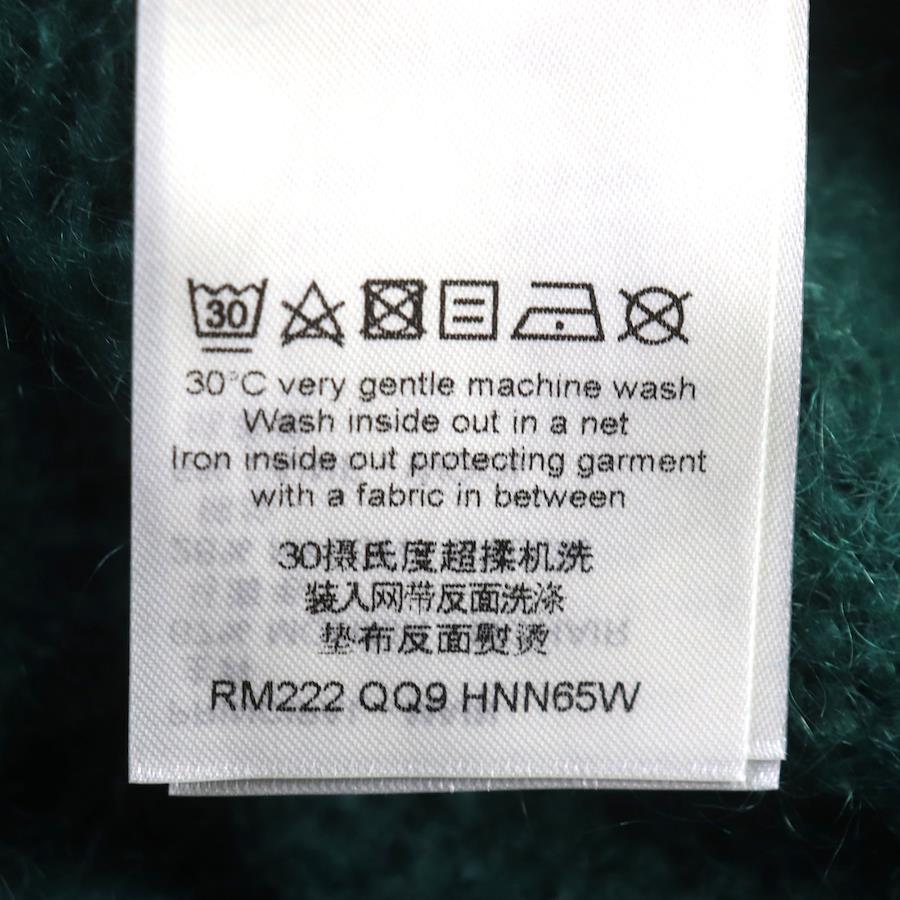 30
30°C very gentle machine wash
Wash inside out in a net
Iron inside out protecting garment
with a fabric in between
30摄氏度超揉机洗
装入网带反面洗涤
垫布反面熨烫
RM222 QQ9 HNN65W